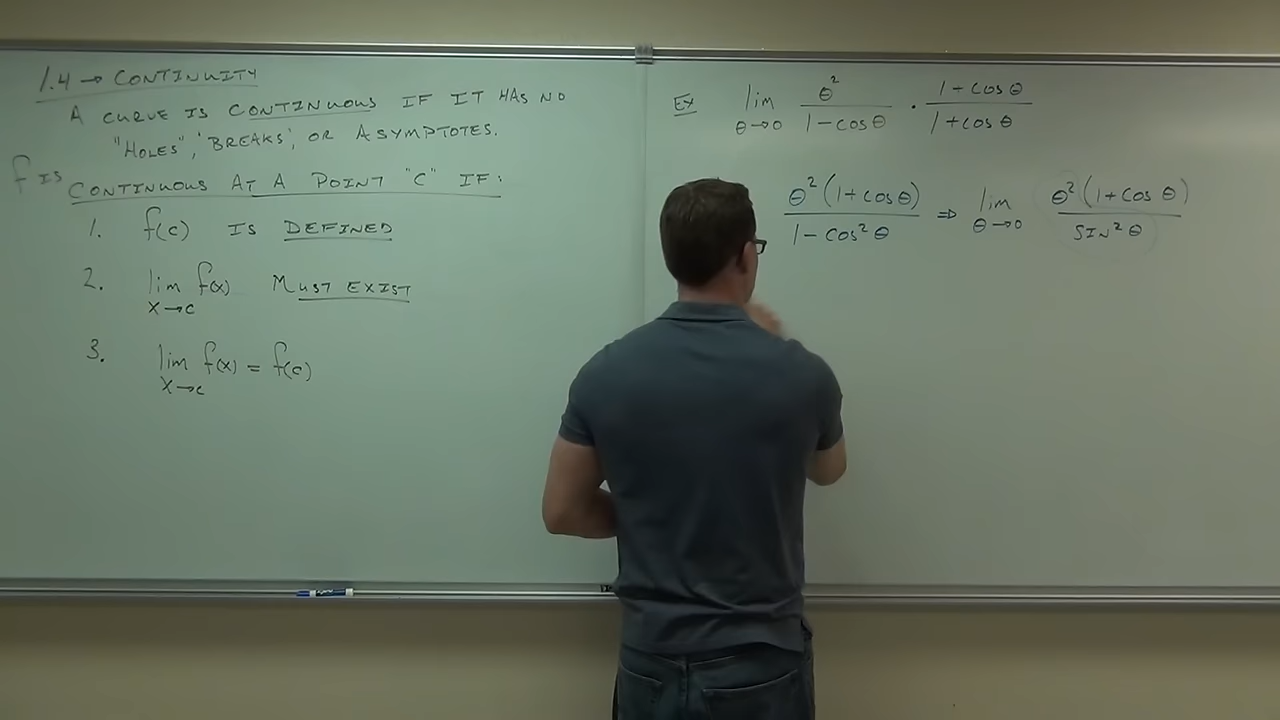 1.4 → CONTINUITY
A CURVE IS CONTINUOUS IF IT HAS NO
"HOLES", 'BREAKS', OR ASYMPTOTES.
f IS CONTINUOUS AT A POINT "C" IF:
1. f(c) IS DEFINED
2. lim x→c f(x) MUST EXIST
3. lim x→c f(x) = f(c)
Ex lim θ→0 θ²/(1-cos θ) · (1+cos θ)/(1+cos θ)
θ²(1+cos θ)/(1-cos² θ) ⇒ lim θ→0 θ²(1+cos θ)/SIN² θ